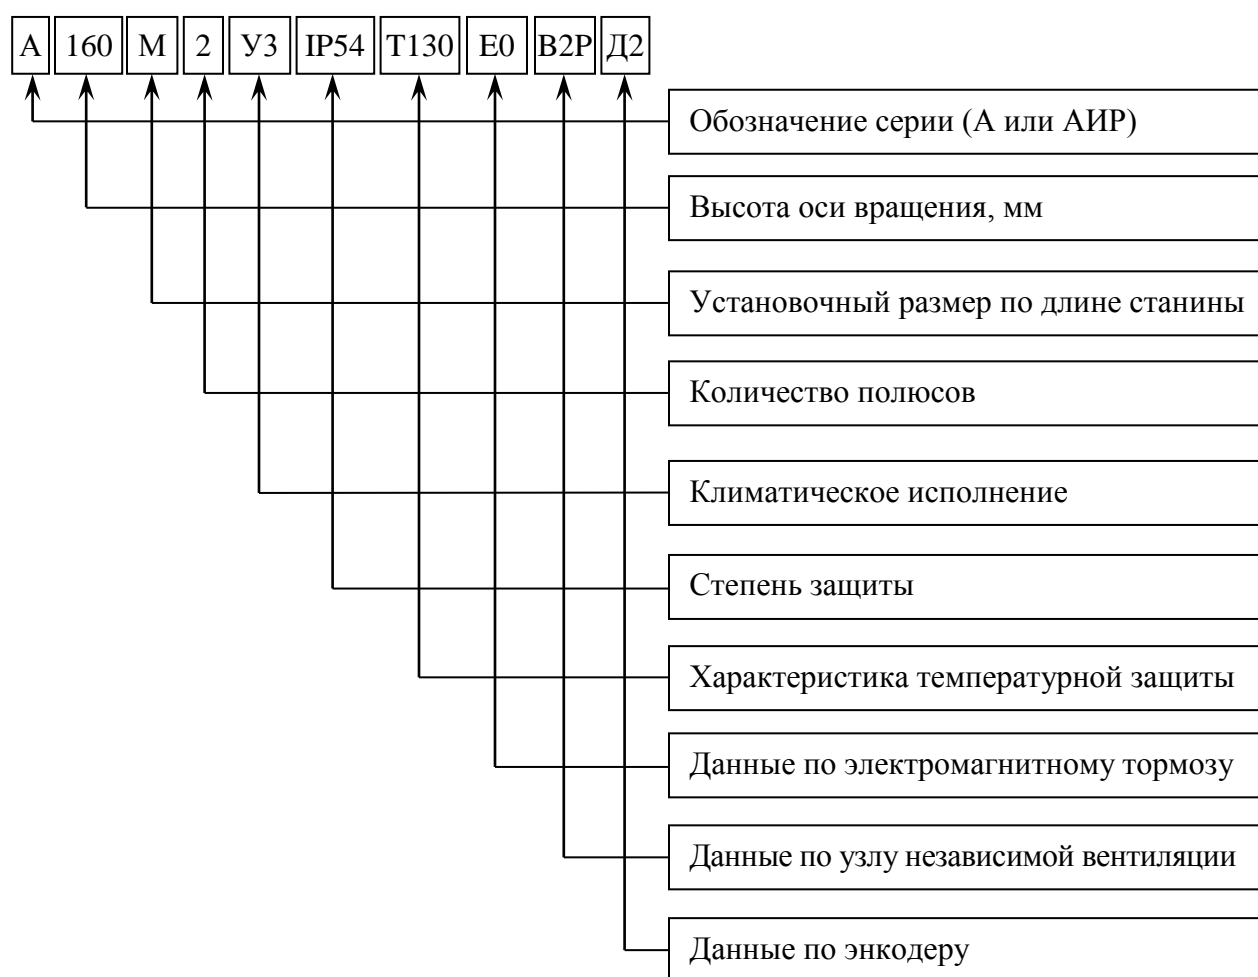 А 160 М 2 У3 IP54 Т130 Е0 В2Р Д2
Обозначение серии (А или АИР)
Высота оси вращения, мм
Установочный размер по длине станины
Количество полюсов
Климатическое исполнение
Степень защиты
Характеристика температурной защиты
Данные по электромагнитному тормозу
Данные по узлу независимой вентиляции
Данные по энкодеру